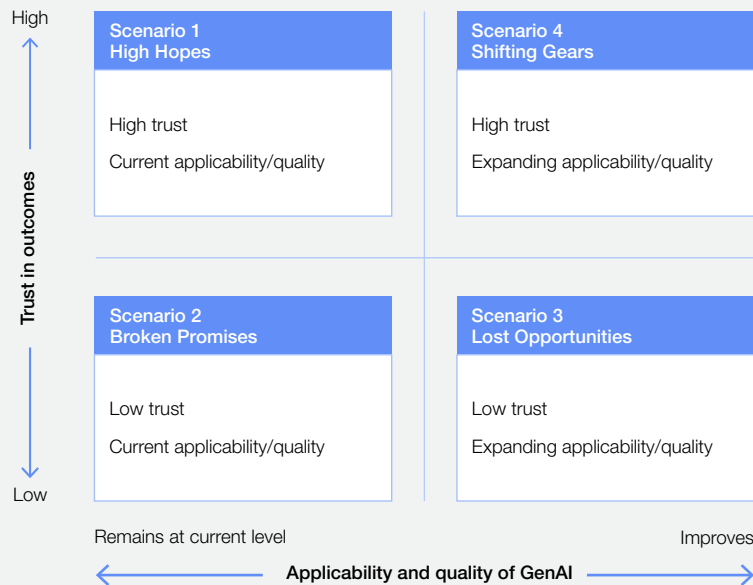 High
Scenario 1
High Hopes
High trust
Current applicability/quality
Scenario 4
Shifting Gears
High trust
Expanding applicability/quality
Trust in outcomes
Scenario 2
Broken Promises
Low trust
Current applicability/quality
Scenario 3
Lost Opportunities
Low trust
Expanding applicability/quality
Low
Remains at current level
Improves
Applicability and quality of GenAI